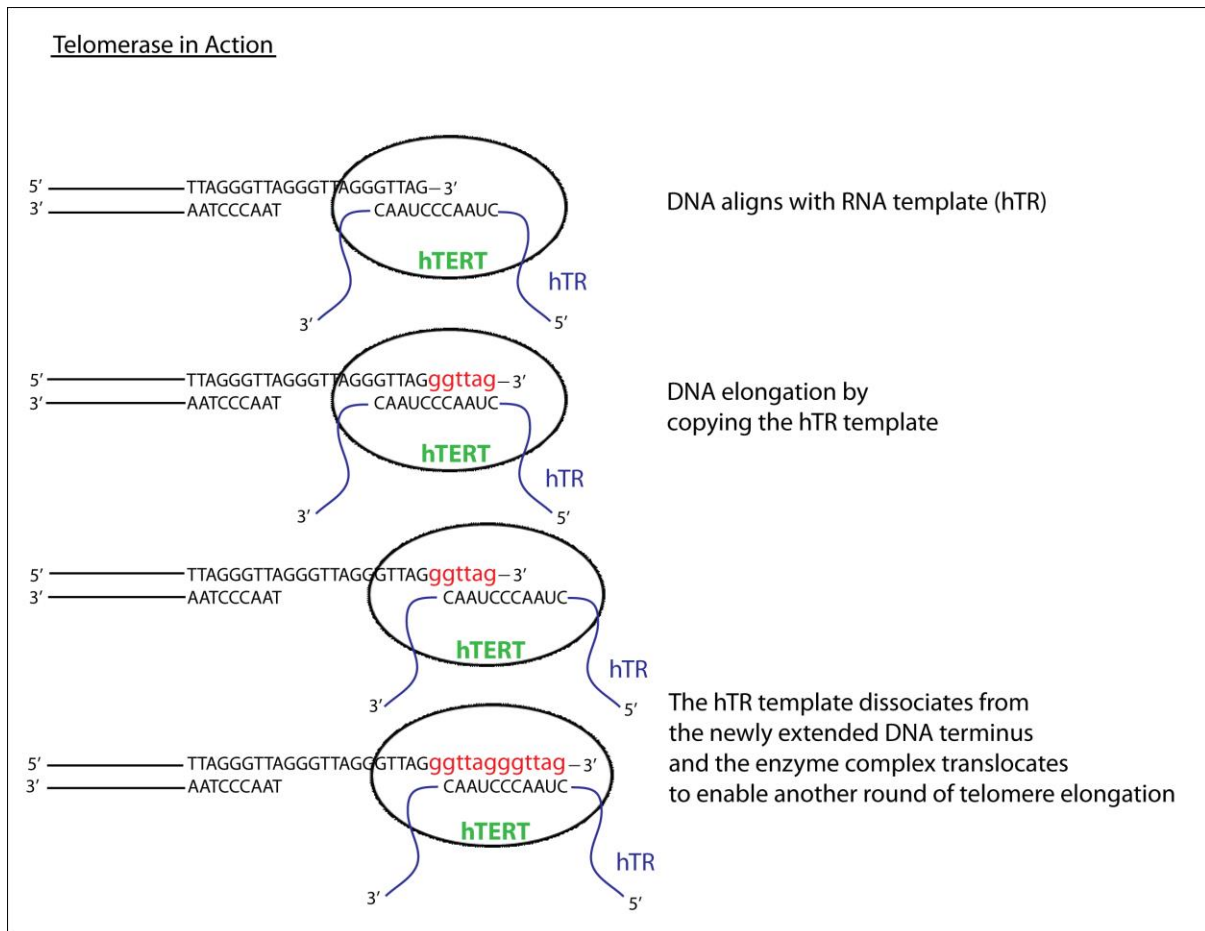 Telomerase in Action
5’ TTAGGGTTAGGGTTAGGGTTAG–3’
3’ AATCCCAAT CAAUCCCAAUC
DNA aligns with RNA template (hTR)
hTERT
hTR
3’ 5’
5’ TTAGGGTTAGGGTTAGGGTTAGggttag–3’
3’ AATCCCAAT CAAUCCCAAUC
DNA elongation by
copying the hTR template
hTERT
hTR
3’ 5’
5’ TTAGGGTTAGGGTTAGGGTTAGggttag–3’
3’ AATCCCAAT CAAUCCCAAUC
hTERT
hTR
3’ 5’
The hTR template dissociates from
the newly extended DNA terminus
and the enzyme complex translocates
to enable another round of telomere elongation
5’ TTAGGGTTAGGGTTAGGGTTAGggttagggttag–3’
3’ AATCCCAAT CAAUCCCAAUC
hTERT
hTR
3’ 5’